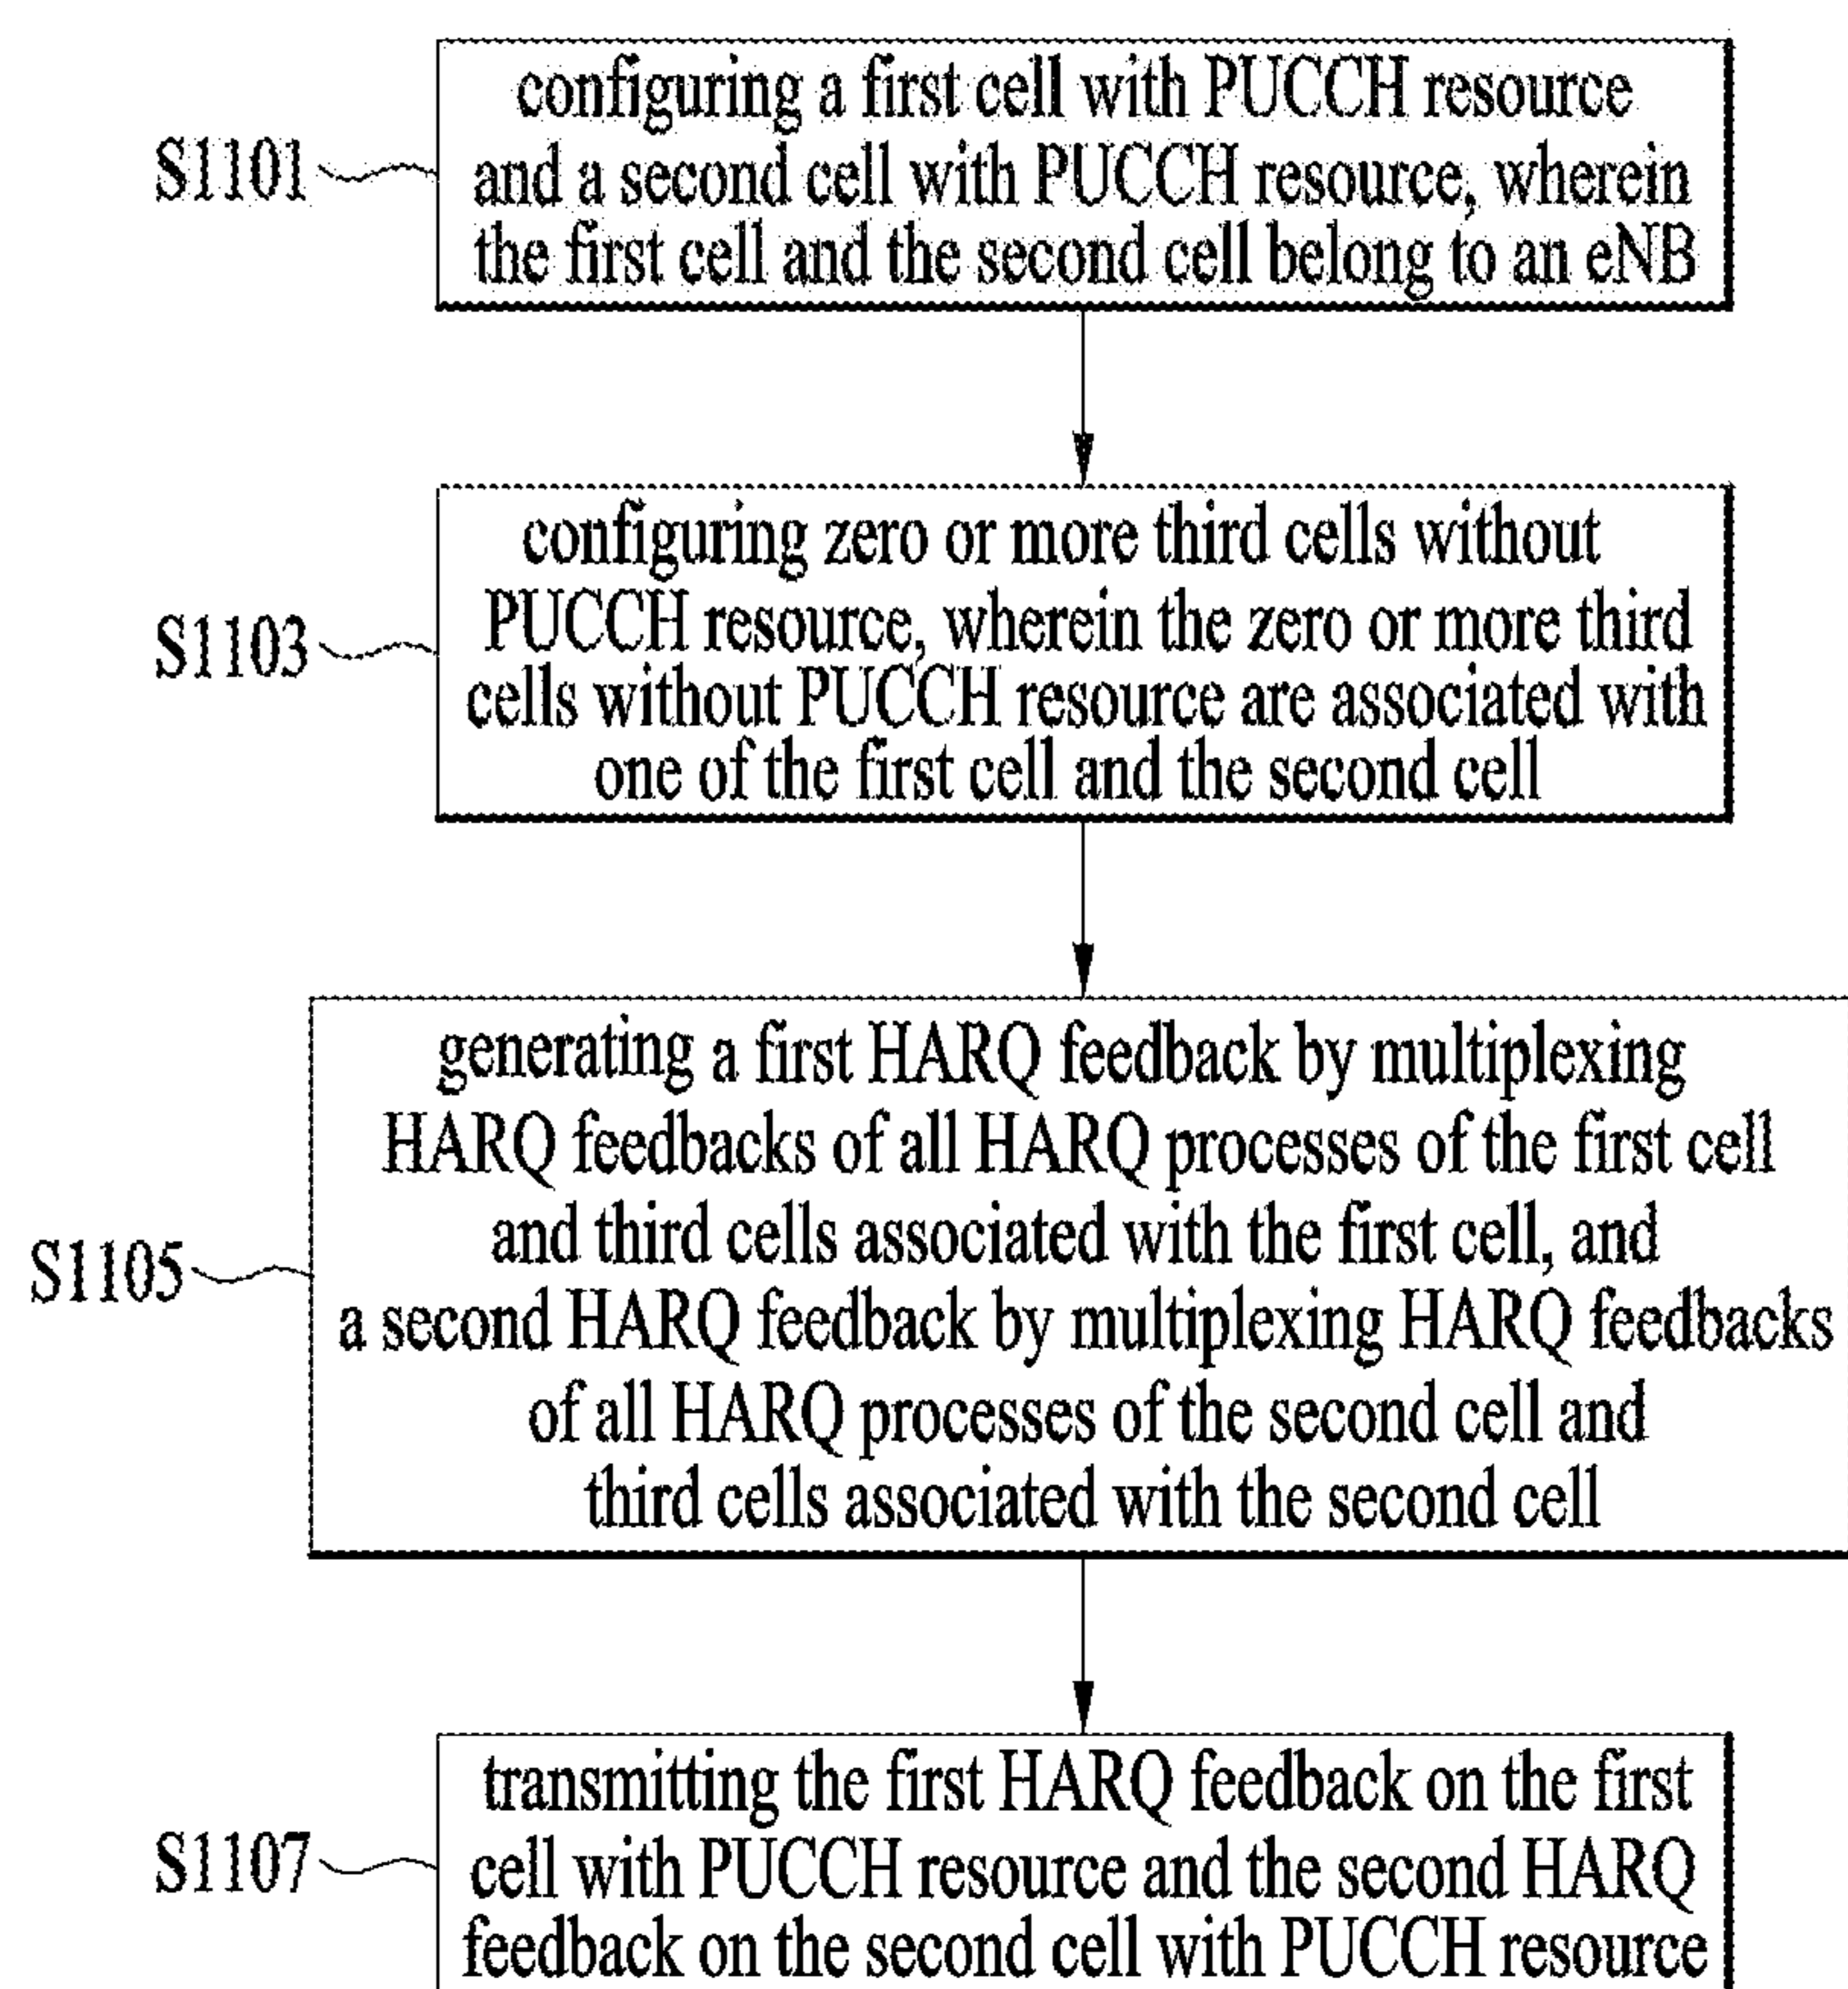 configuring a first cell with PUCCH resource
S1101
and a second cell with PUCCH resource, wherein
the first cell and the second cell belong to an eNB
configuring zero or more third cells without
S1103
PUCCH resource, wherein the zero or more third
cells without PUCCH resource are associated with
one of the first cell and the second cell
generating a first HARQ feedback by multiplexing
HARQ feedbacks of all HARQ processes of the first cell
and third cells associated with the first cell, and
S1105
a second HARQ feedback by multiplexing HARQ feedbacks
of all HARQ processes of the second cell and
third cells associated with the second cell
transmitting the first HARQ feedback on the first
S1107
cell with PUCCH resource and the second HARQ
feedback on the second cell with PUCCH resource